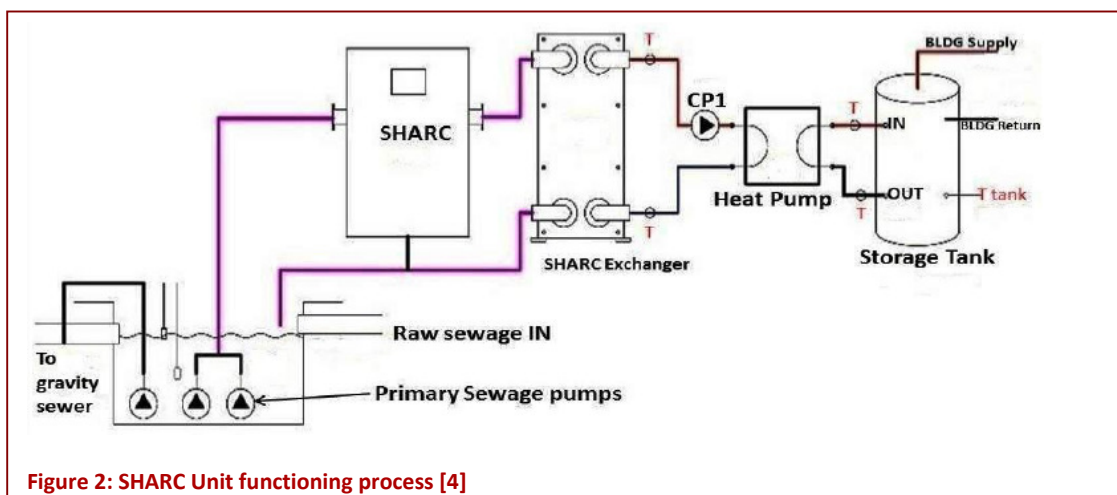 T
BLDG Supply
CP1
SHARC
T
IN
BLDG Return
Heat Pump
OUT
T tank
T
T
SHARC Exchanger
Storage Tank
Raw sewage IN
To
gravity
sewer
Primary Sewage pumps
Figure 2: SHARC Unit functioning process [4]